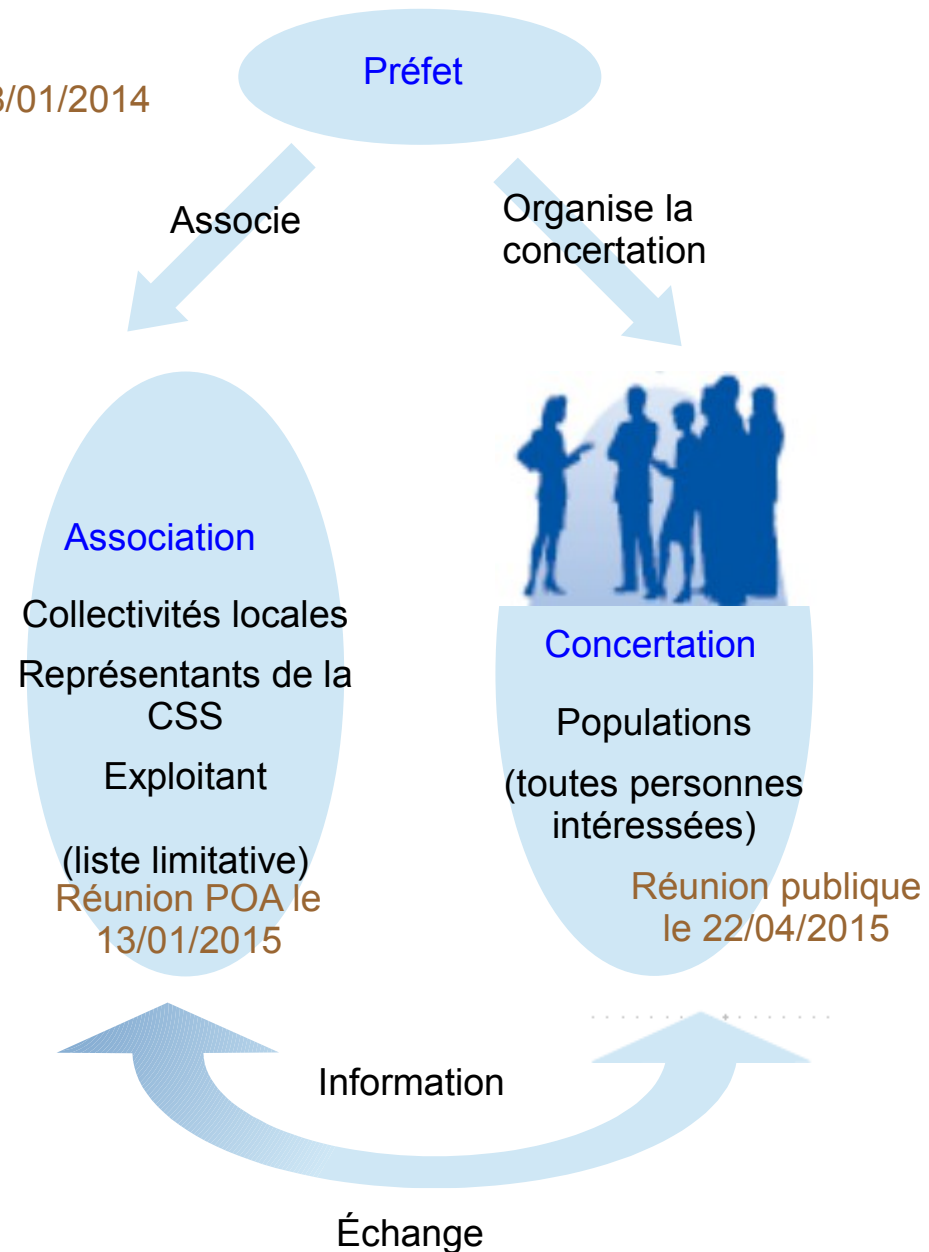 Préfet
3/01/2014
Associe
Organise la
concertation
Association
Collectivités locales
Représentants de la
CSS
Exploitant
(liste limitative)
Réunion POA le
13/01/2015
Concertation
Populations
(toutes personnes
intéressées)
Réunion publique
le 22/04/2015
Information
Échange